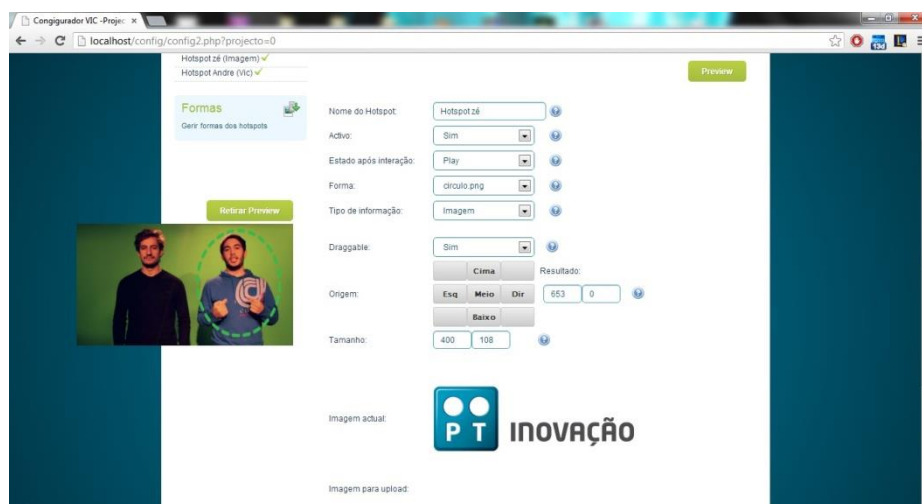 Congigurador VIC -Projec
localhost/config/config2.php?projecto=0
13d
Hotspot zé (Imagem)
Hotspot Andre (Vic)
Preview
Formas
Gerir formas dos hotspots
Nome do Hotspot: Hotspot zé
Activo: Sim
Estado após interação: Play
Forma: circulo.png
Retirar Preview
Tipo de informação: Imagem
Draggable: Sim
Cima Resultado:
Origem: Esq Meio Dir 653 0
Baixo
Tamanho: 400 108
Imagem actual: PT INOVAÇÃO
Imagem para upload: